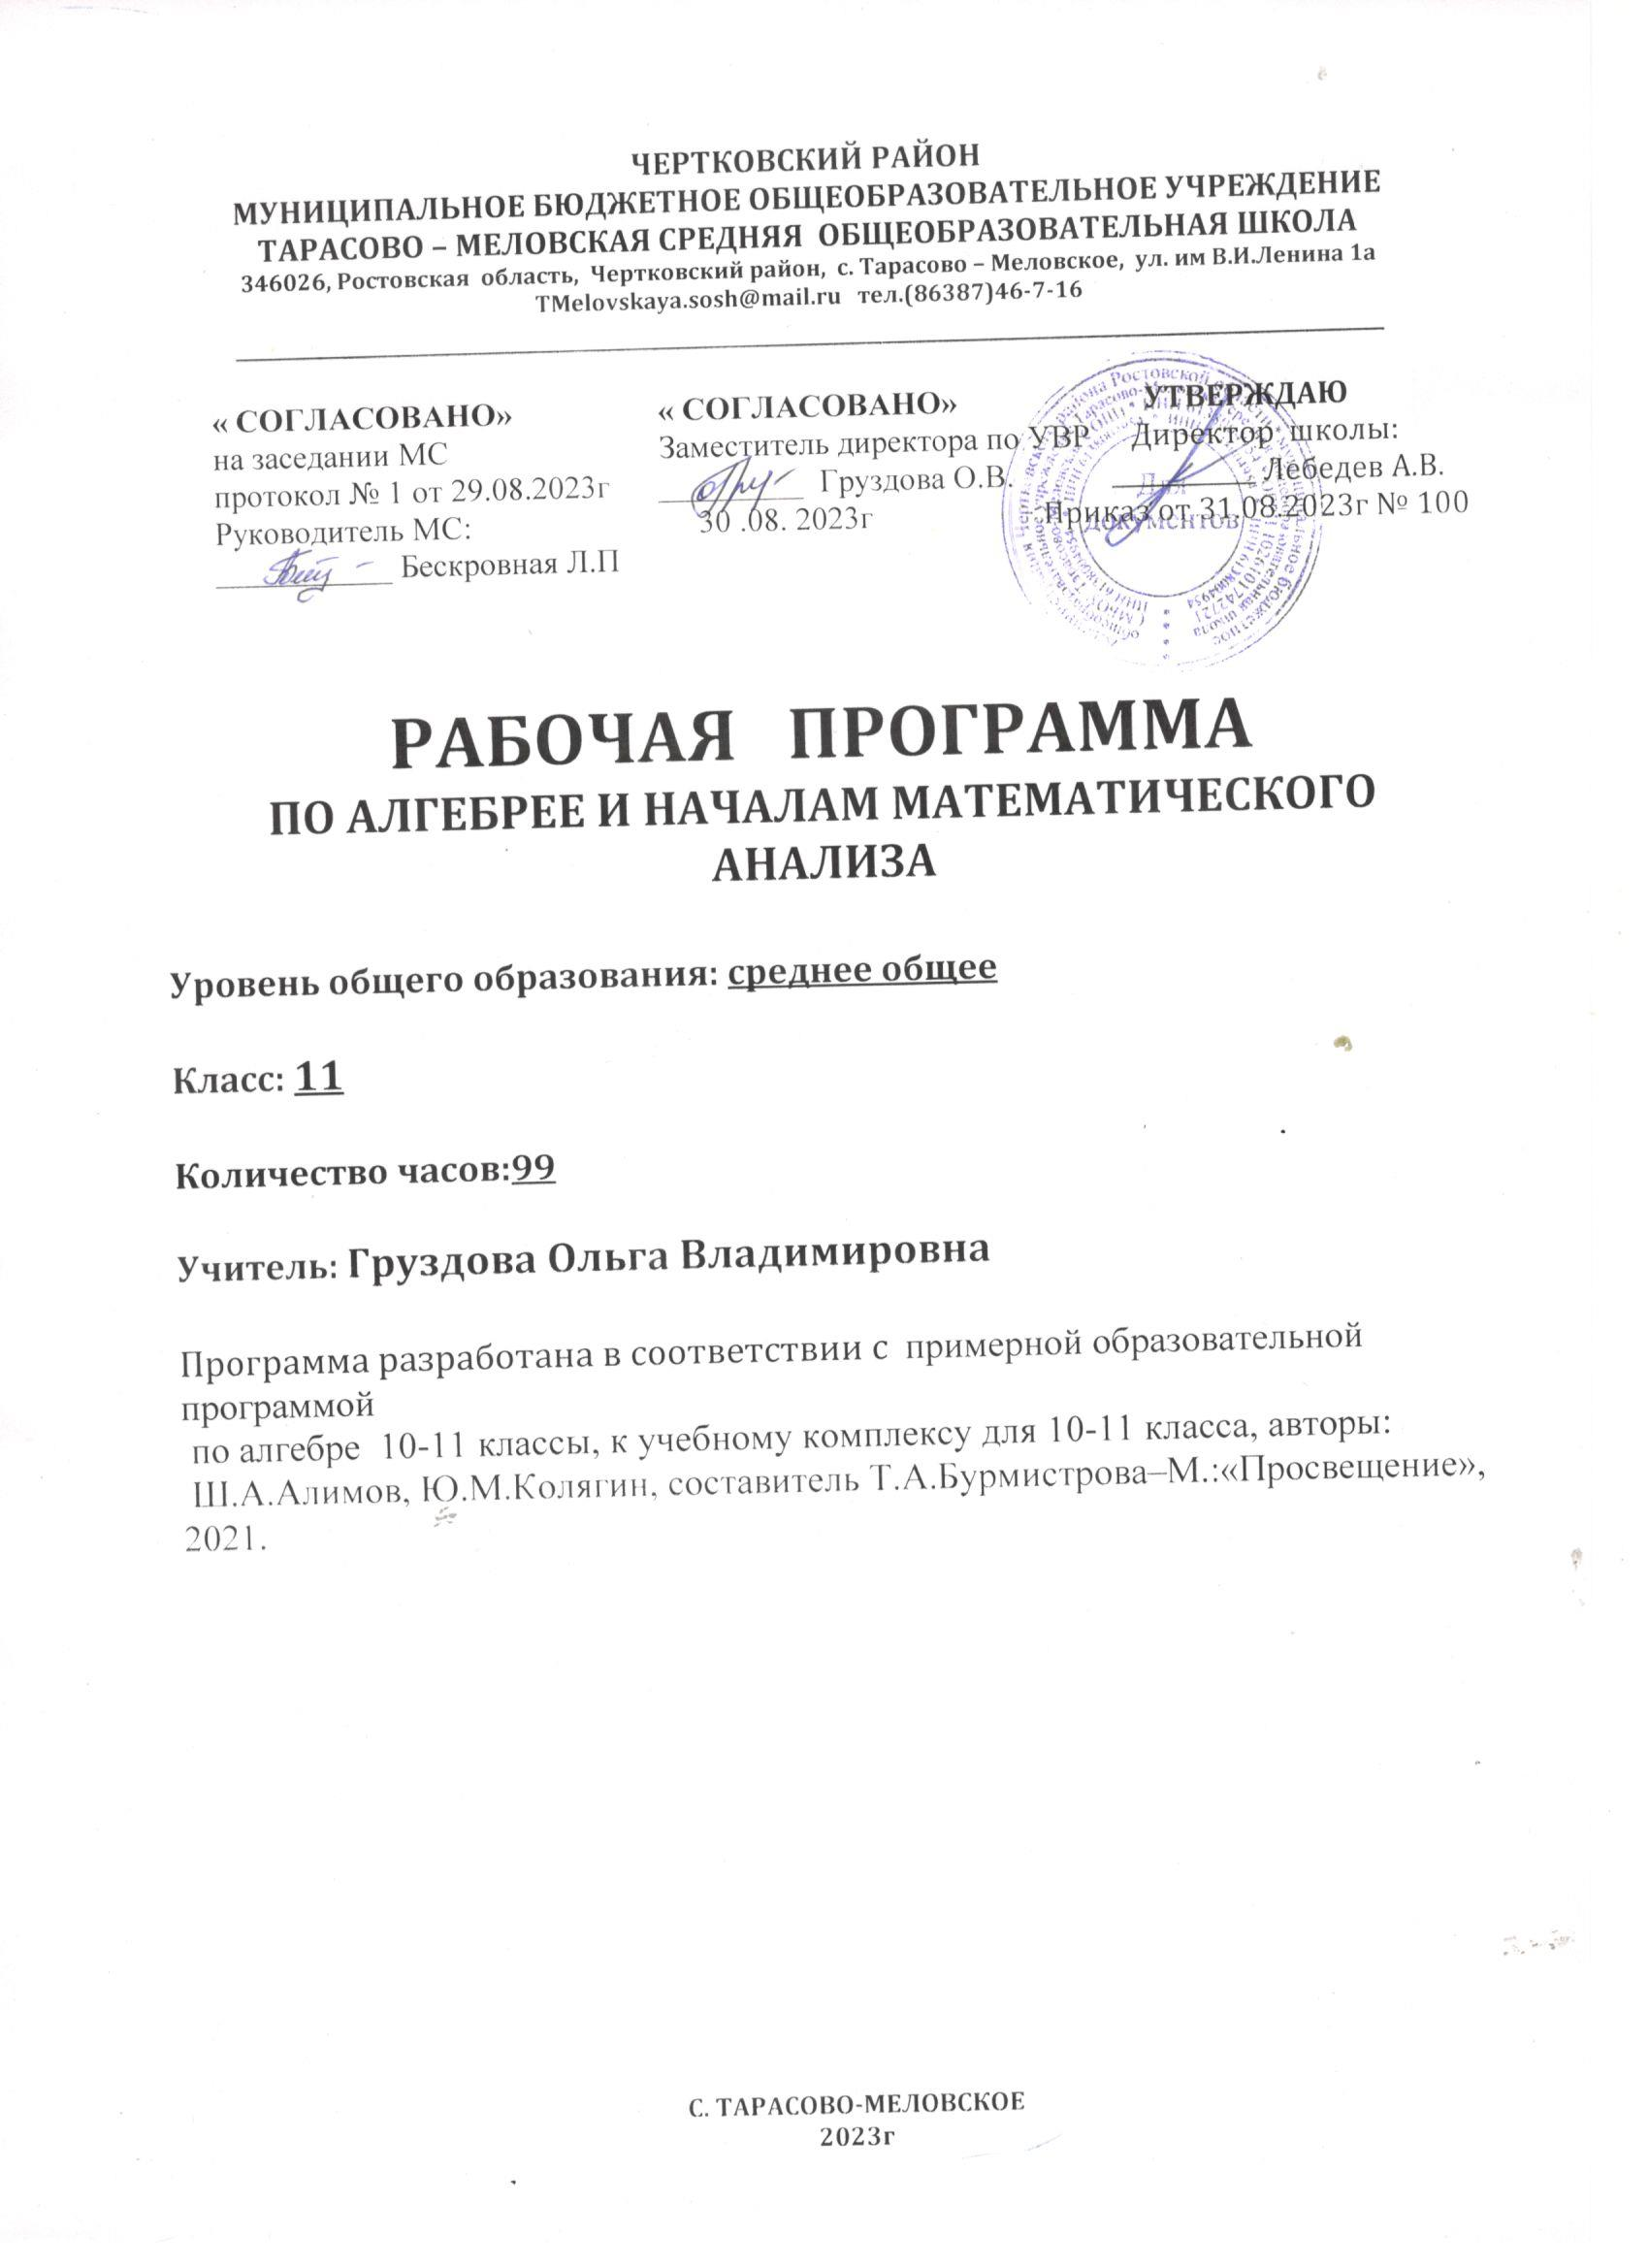 ЧЕРТКОВСКИЙ РАЙОН
МУНИЦИПАЛЬНОЕ БЮДЖЕТНОЕ ОБЩЕОБРАЗОВАТЕЛЬНОЕ УЧРЕЖДЕНИЕ
ТАРАСОВО – МЕЛОВСКАЯ СРЕДНЯЯ ОБЩЕОБРАЗОВАТЕЛЬНАЯ ШКОЛА
346026, Ростовская область, Чертковский район, с. Тарасово – Меловское, ул. им В.И.Ленина 1а
TMelovskaya.sosh@mail.ru тел.(86387)46-7-16
« СОГЛАСОВАНО»
на заседании МС
протокол № 1 от 29.08.2023г
Руководитель МС:
____________ Бескровная Л.П
« СОГЛАСОВАНО»
Заместитель директора по УВР
__________ Груздова О.В.
30 .08. 2023г
УТВЕРЖДАЮ
Директор школы:
__________ Лебедев А.В.
Приказ от 31.08.2023г № 100
Для
документов
РАБОЧАЯ ПРОГРАММА
ПО АЛГЕБРЕЕ И НАЧАЛАМ МАТЕМАТИЧЕСКОГО
АНАЛИЗА
Уровень общего образования: среднее общее
Класс: 11
Количество часов:99
Учитель: Груздова Ольга Владимировна
Программа разработана в соответствии с примерной образовательной
программой
по алгебре 10-11 классы, к учебному комплексу для 10-11 класса, авторы:
Ш.А.Алимов, Ю.М.Колягин, составитель Т.А.Бурмистрова–М.:«Просвещение»,
2021.
С. ТАРАСОВО-МЕЛОВСКОЕ
2023г